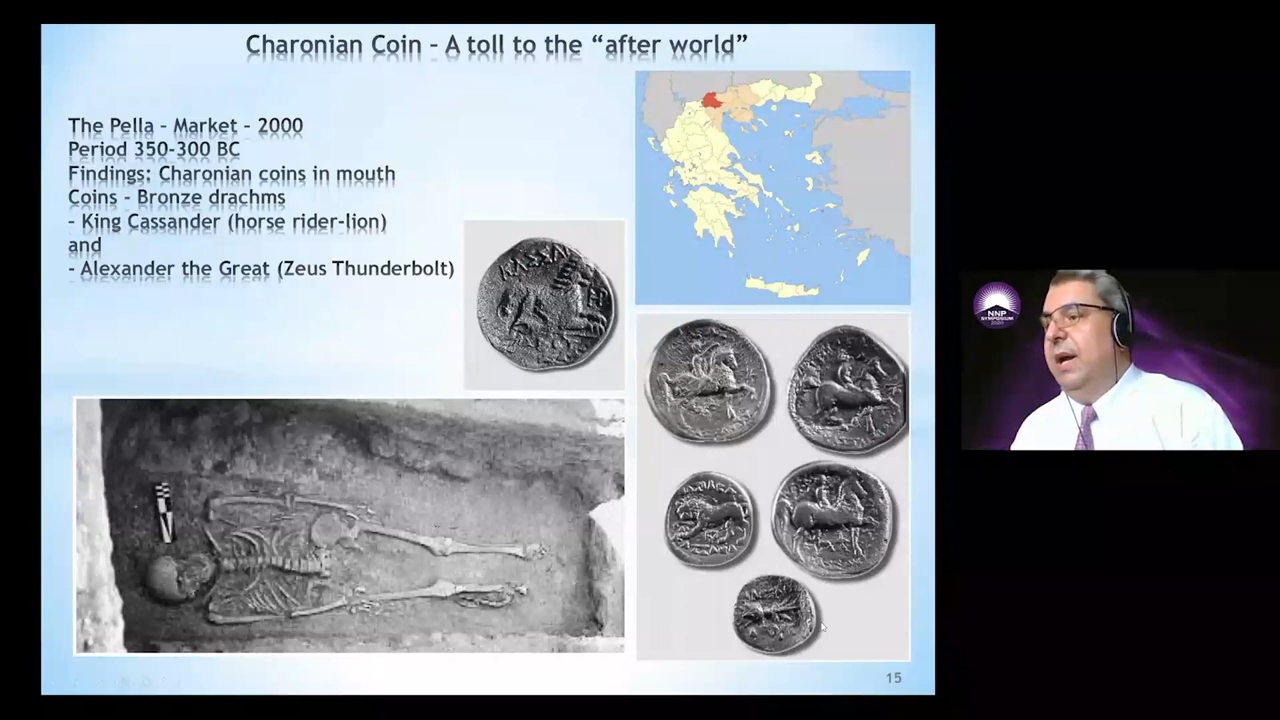 Charonian Coin – A toll to the “after world”
The Pella – Market – 2000
Period 350-300 BC
Findings: Charonian coins in mouth
Coins - Bronze drachms
- King Cassander (horse rider-lion)
and
- Alexander the Great (Zeus Thunderbolt)
ΚΑΣΣΑΝ
NNP
SYMPOSIUM
15